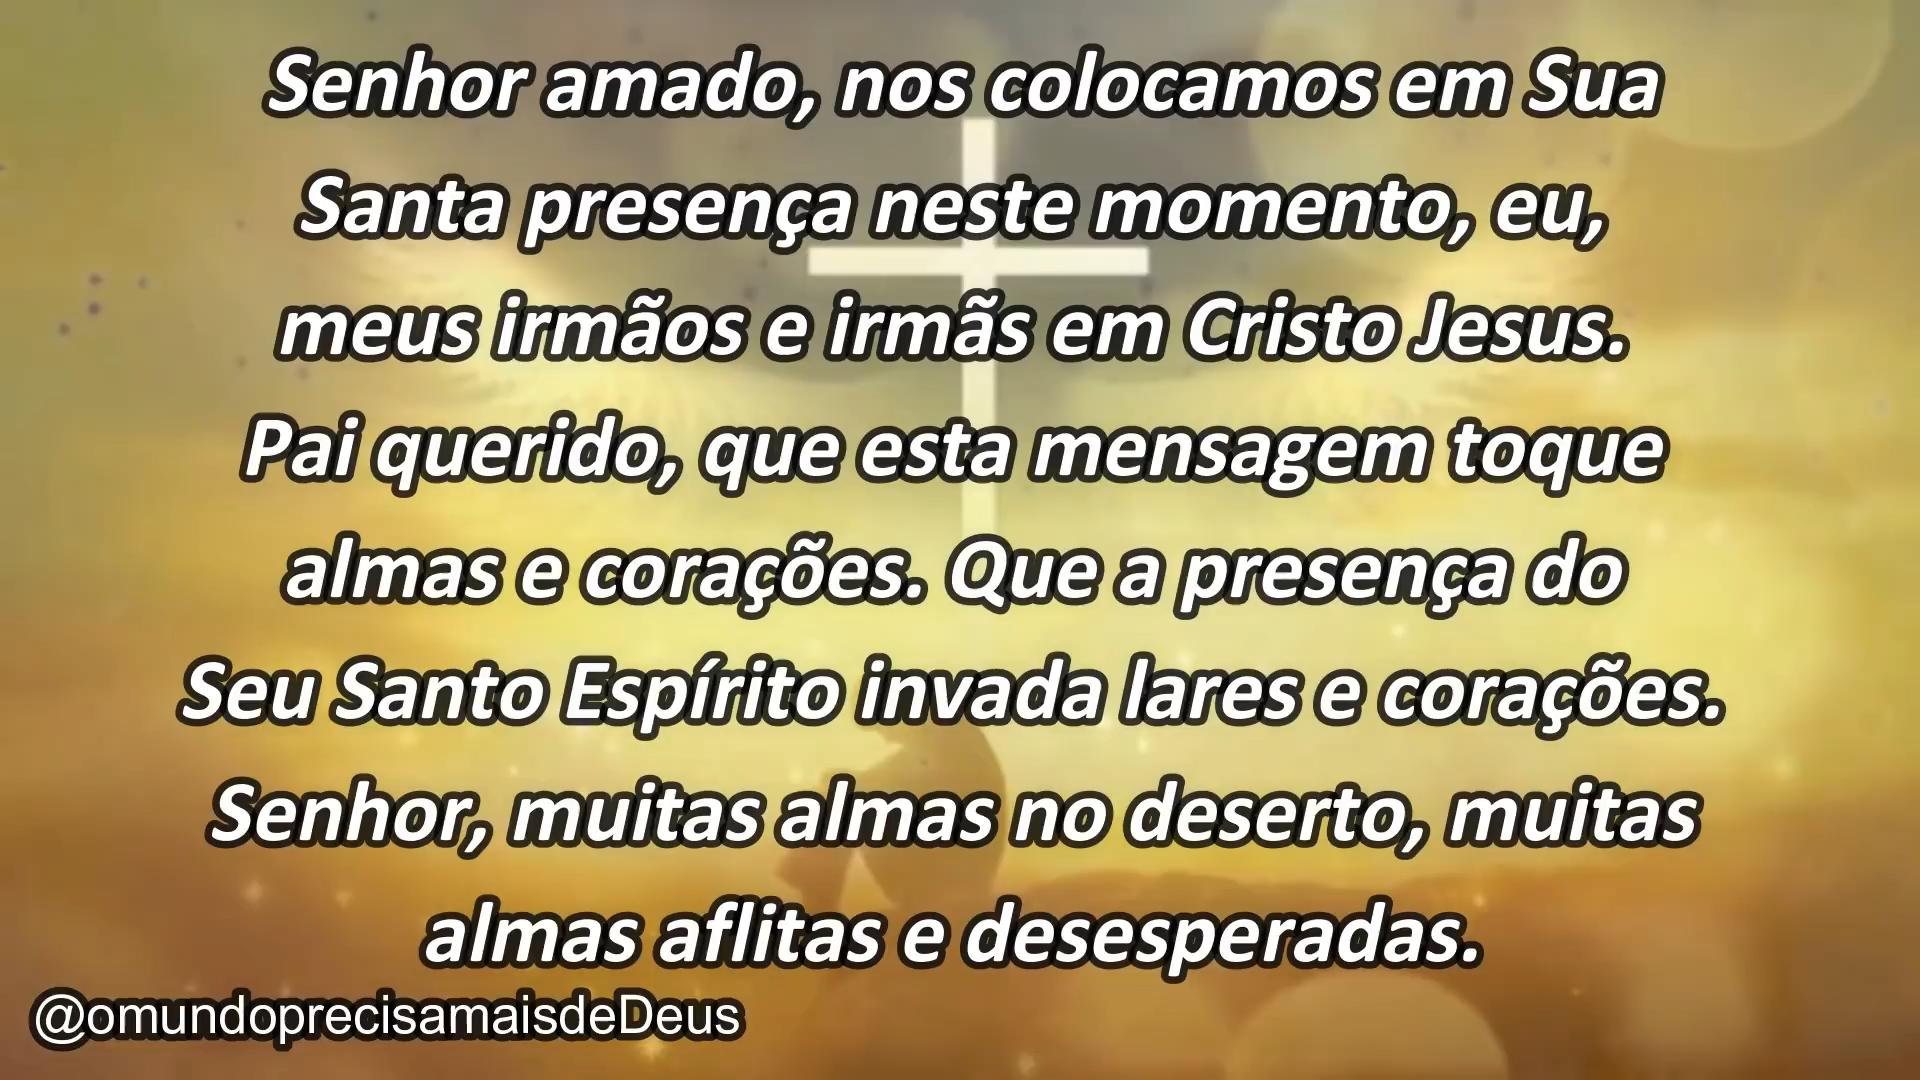 Senhor amado, nos colocamos em Sua
Santa presença neste momento, eu,
meus irmãos e irmãs em Cristo Jesus.
Pai querido, que esta mensagem toque
almas e corações. Que a presença do
Seu Santo Espírito invada lares e corações.
Senhor, muitas almas no deserto, muitas
almas aflitas e desesperadas.
@omundoprecisamaisdeDeus